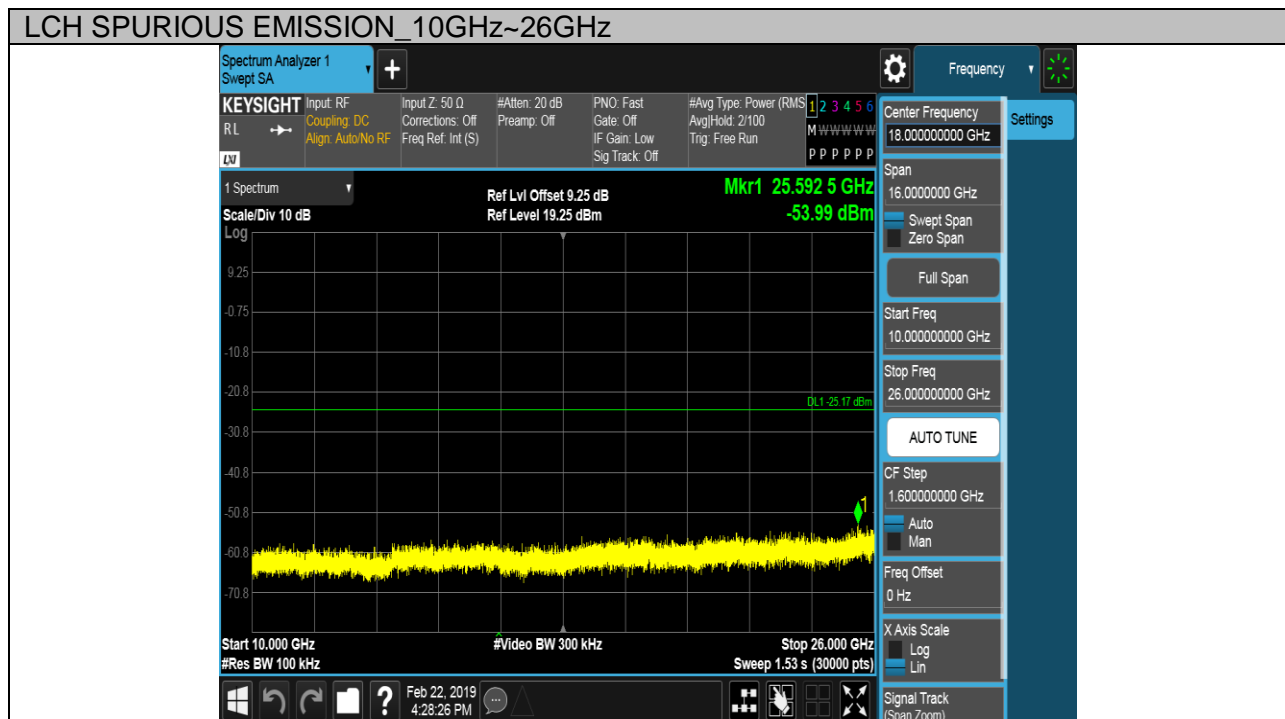 LCH SPURIOUS EMISSION_10GHz~26GHz
Spectrum Analyzer 1
Swept SA
+
Frequency
KEYSIGHT Input: RF Input Z: 50 Ω #Atten: 20 dB PNO: Fast #Avg Type: Power (RMS 1 2 3 4 5 6
RL Coupling: DC Corrections: Off Preamp: Off Gate: Off Avg|Hold: 2/100 M W W W W W
Align: Auto/No RF Freq Ref: Int (S) IF Gain: Low Trig: Free Run
LXI Sig Track: Off P P P P P P
1 Spectrum
Ref Lvl Offset 9.25 dB Mkr1 25.592 5 GHz
Scale/Div 10 dB Ref Level 19.25 dBm -53.99 dBm
Log
9.25
-0.75
-10.8
-20.8
DL1 -25.17 dBm
-30.8
-40.8
-50.8
1
-60.8
-70.8
Start 10.000 GHz #Video BW 300 kHz Stop 26.000 GHz
#Res BW 100 kHz Sweep 1.53 s (30000 pts)
? Feb 22, 2019
4:28:26 PM
Center Frequency
18.000000000 GHz
Settings
Span
16.0000000 GHz
Swept Span
Zero Span
Full Span
Start Freq
10.000000000 GHz
Stop Freq
26.000000000 GHz
AUTO TUNE
CF Step
1.600000000 GHz
Auto
Man
Freq Offset
0 Hz
X Axis Scale
Log
Lin
Signal Track
(Span Zoom)